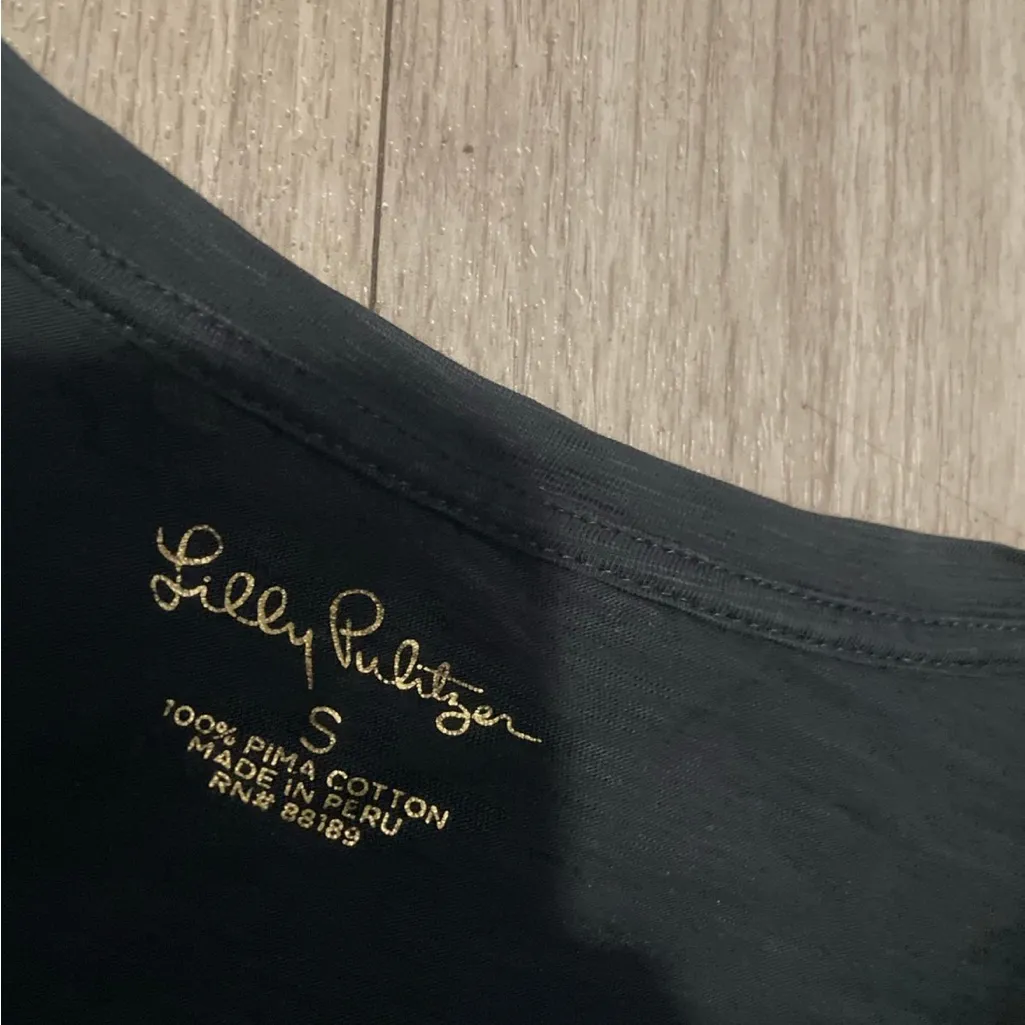 Lilly Pulitzer
S
100% PIMA COTTON
MADE IN PERU
RN# 88189